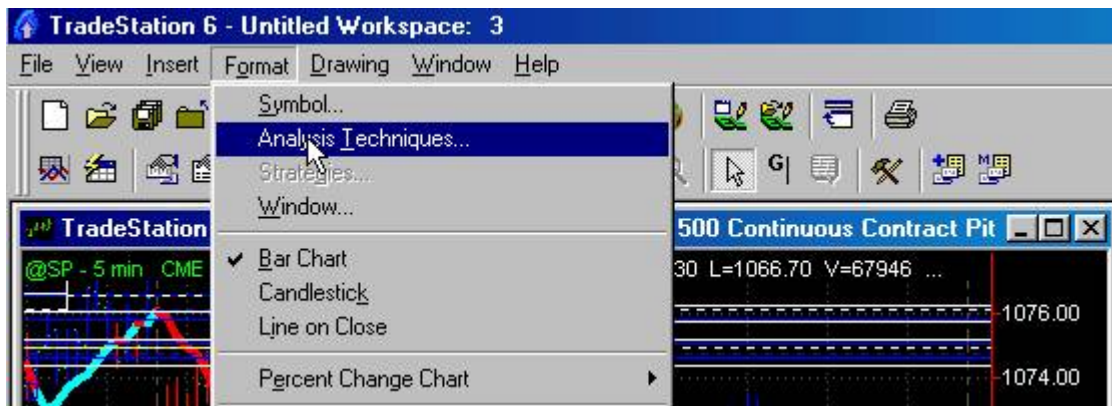 TradeStation 6 - Untitled Workspace: 3
File View Insert Format Drawing Window Help
Symbol...
Analysis Techniques...
Strategies...
G
M
Window...
TradeStation
500 Continuous Contract Pit
Bar Chart
@SP - 5 min CME
30 L=1066.70 V=67946 ...
Candlestick
1076.00
Line on Close
Percent Change Chart
1074.00